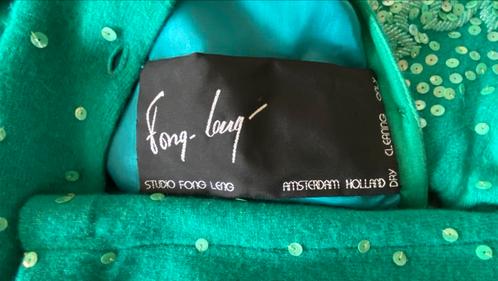 Fong-Leng
STUDIO FONG LENG AMSTERDAM HOLLAND
DRY CLEANING ONLY